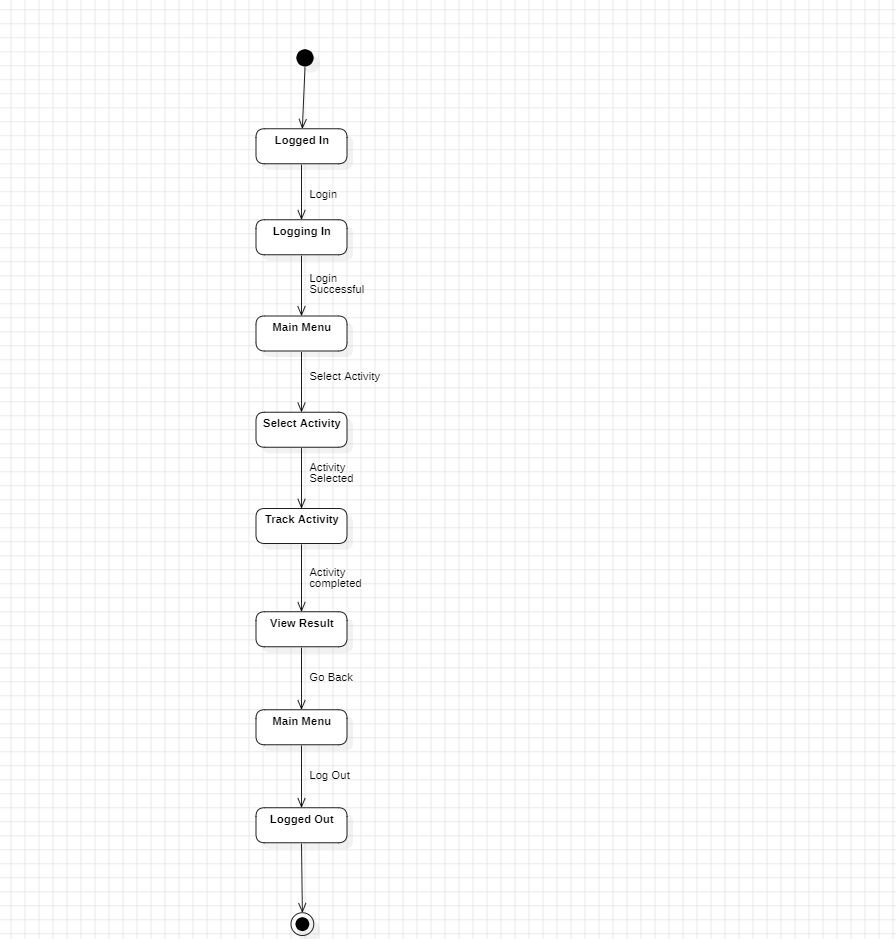 Logged In
Login
Logging In
Login
Successful
Main Menu
Select Activity
Select Activity
Activity
Selected
Track Activity
Activity
completed
View Result
Go Back
Main Menu
Log Out
Logged Out